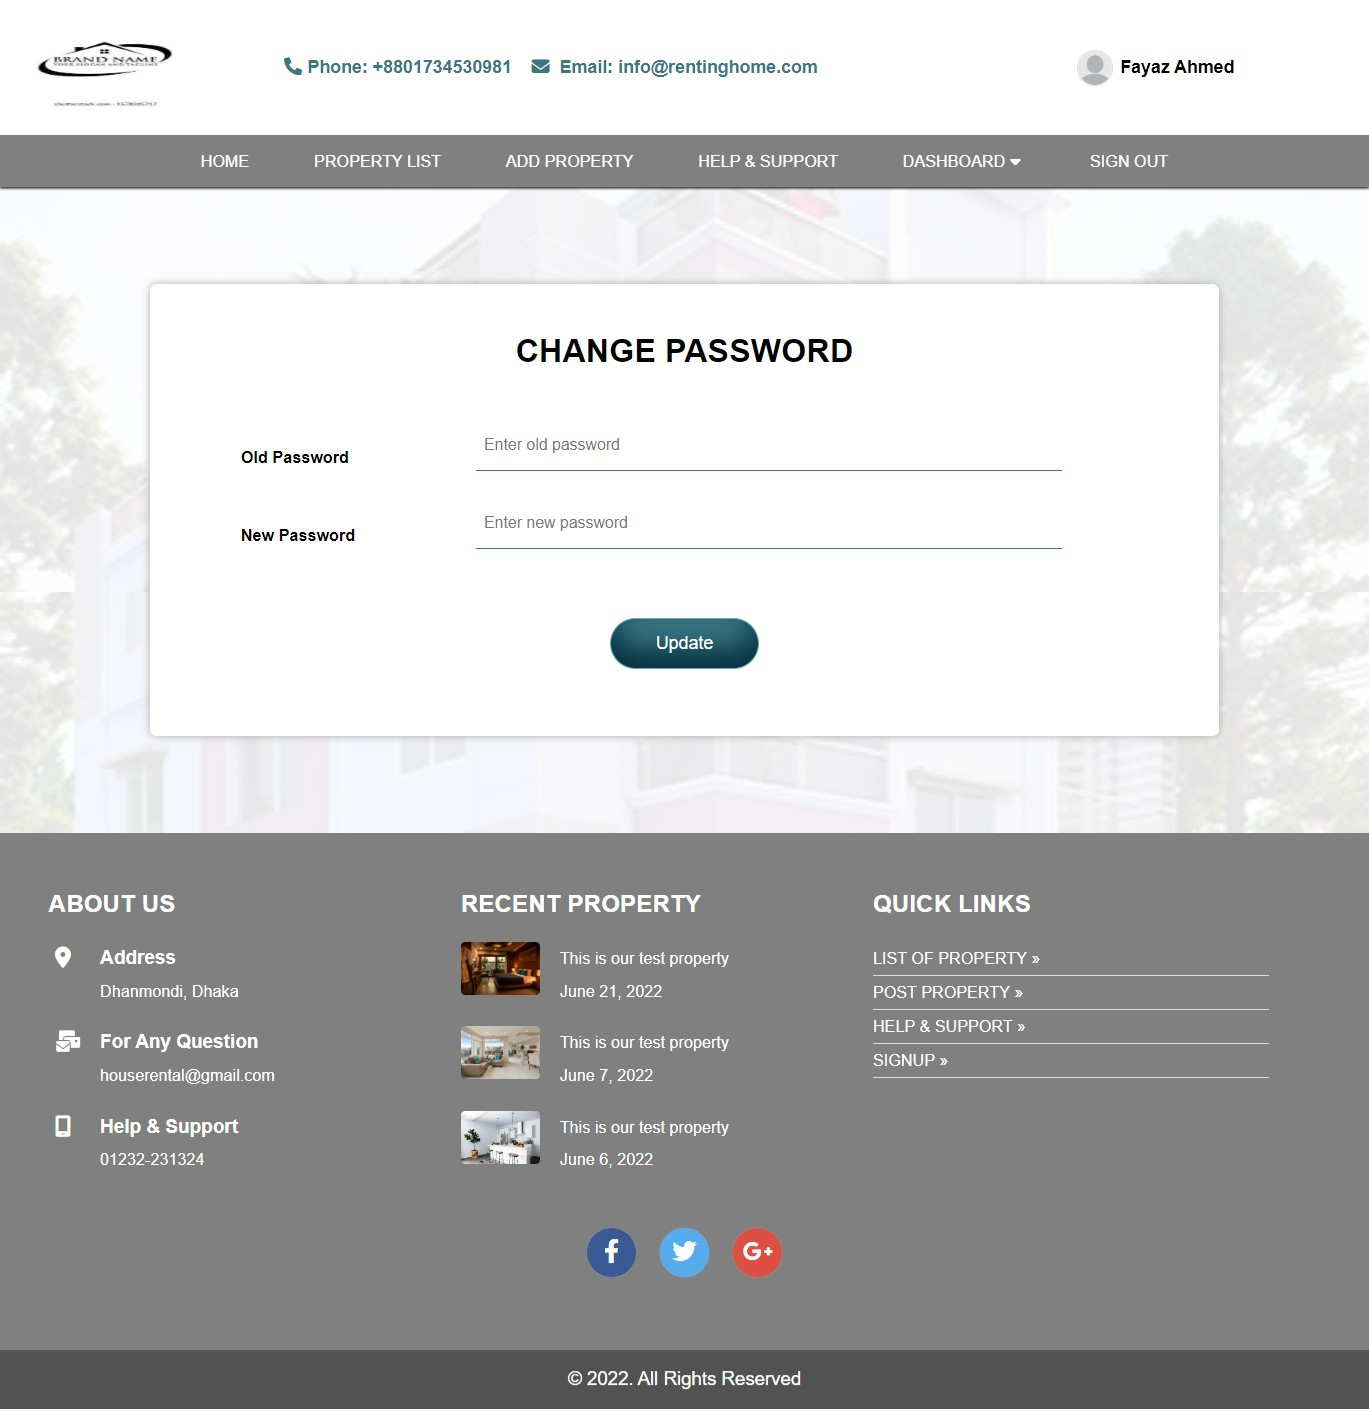 BRAND NAME
Phone: +8801734530981
Email: info@rentinghome.com
Fayaz Ahmed
HOME
PROPERTY LIST
ADD PROPERTY
HELP & SUPPORT
DASHBOARD
SIGN OUT
CHANGE PASSWORD
Old Password
Enter old password
New Password
Enter new password
Update
ABOUT US
Address
Dhanmondi, Dhaka
For Any Question
houserental@gmail.com
Help & Support
01232-231324
RECENT PROPERTY
This is our test property
June 21, 2022
This is our test property
June 7, 2022
This is our test property
June 6, 2022
QUICK LINKS
LIST OF PROPERTY »
POST PROPERTY »
HELP & SUPPORT »
SIGNUP »
© 2022. All Rights Reserved